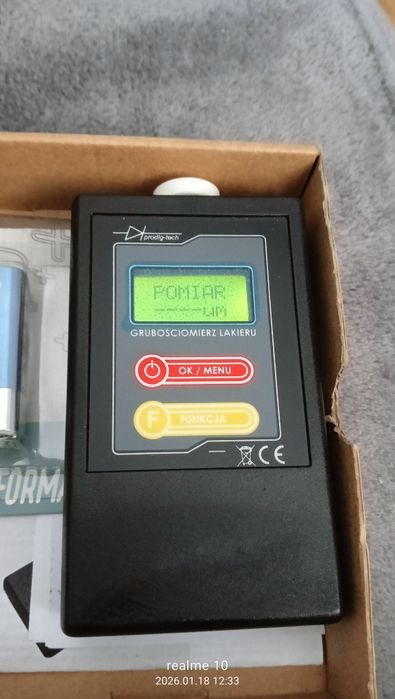 prodig-tech
POMIAR
----um
GRUBOSCIOMIERZ LAKIERU
OK / MENU
F FUNKCJA
CE
FORMA
realme 10
2026.01.18 12:33